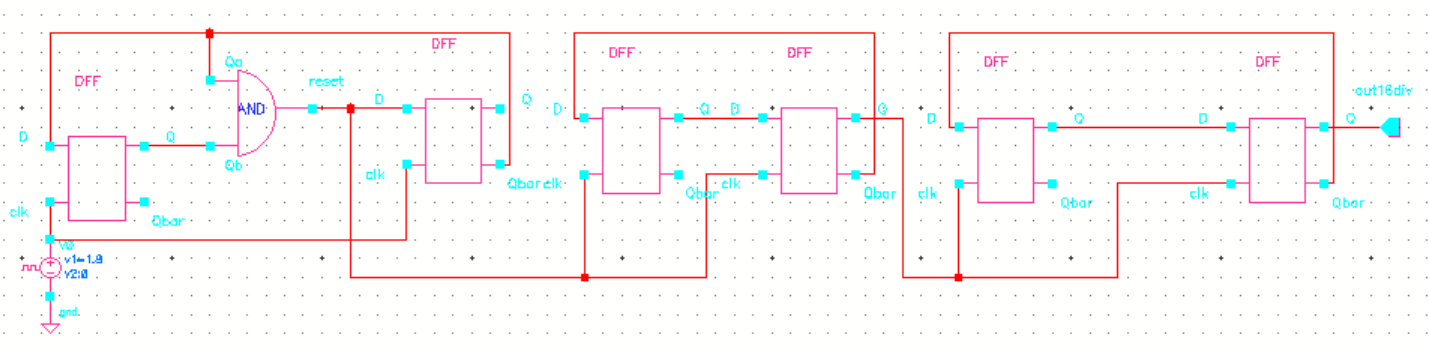 DFF
D
Q
clk
Qbar
V0
v1=1.8
v2:0
gnd
Qa
AND
Qb
reset
DFF
D
Q
clk
Qbar
DFF
D
Q
clk
Qbar
DFF
D
Q
clk
Qbar
DFF
D
Q
clk
Qbar
DFF
D
Q
clk
Qbar
out16div